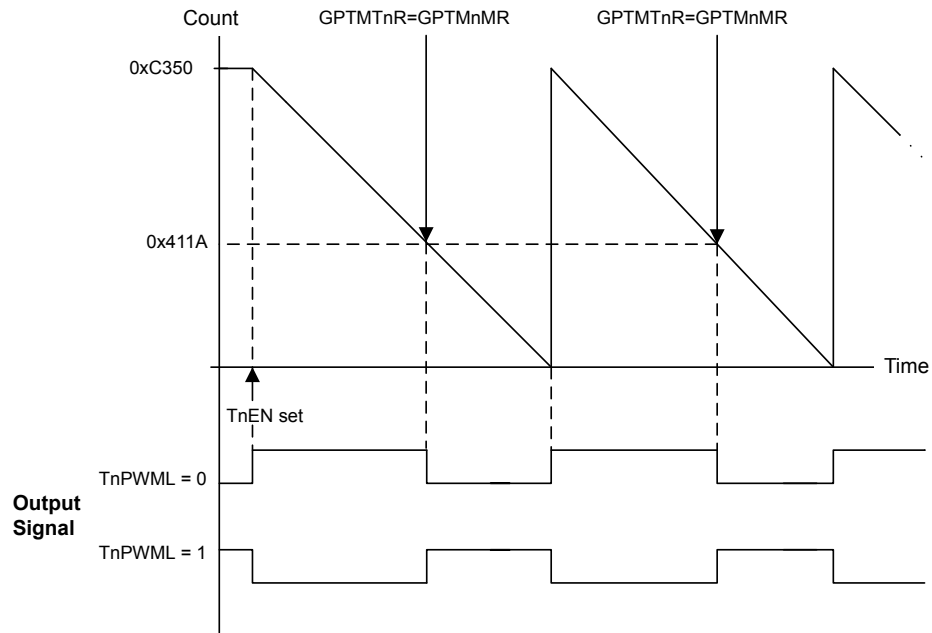 Count
GPTMTnR=GPTMnMR
GPTMTnR=GPTMnMR
0xC350
0x411A
Time
TnEN set
TnPWML = 0
Output
Signal
TnPWML = 1